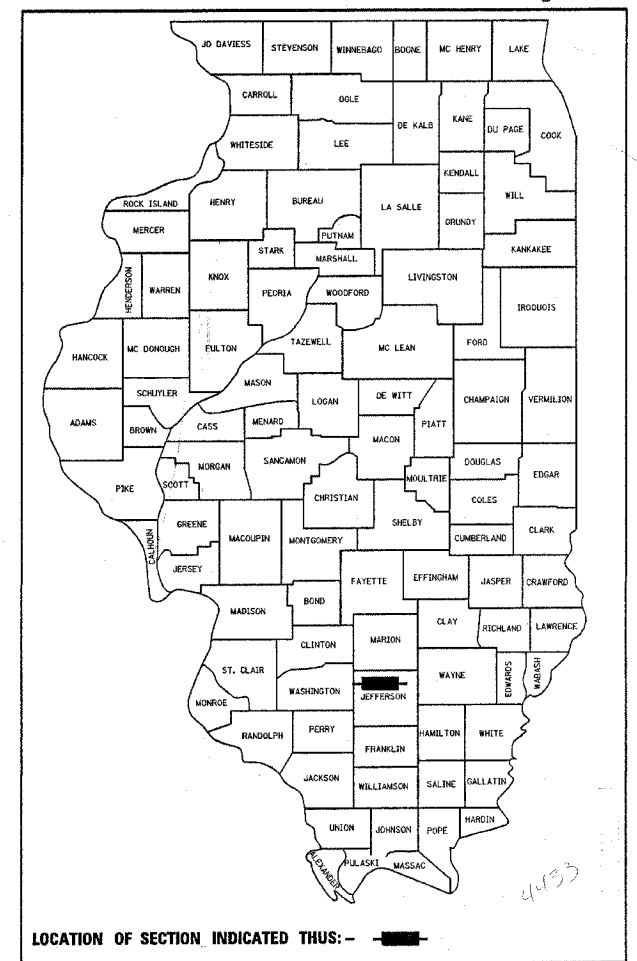 JO DAVIESS STEVENSON WINNEBAGO BOONE MC HENRY LAKE
CARROLL OGLE DE KALB KANE DU PAGE COOK
WHITESIDE LEE
KENDALL WILL
ROCK ISLAND HENRY BUREAU LA SALLE GRUNDY
MERCER PUTNAM KANKAKEE
STARK MARSHALL
HENDERSON WARREN KNOX PEORIA WOODFORD LIVINGSTON IROQUOIS
HANCOCK MC DONOUGH FULTON TAZEWELL MC LEAN FORD
MASON
SCHUYLER LOGAN DE WITT CHAMPAIGN VERMILION
ADAMS BROWN CASS MENARD MACON PIATT
MORGAN SANGAMON DOUGLAS
PIKE SCOTT CHRISTIAN MOULTRIE COLES EDGAR
GREENE MACOUPIN MONTGOMERY SHELBY CUMBERLAND CLARK
CALHOUN JERSEY FAYETTE EFFINGHAM JASPER CRAWFORD
MADISON BOND
CLINTON MARION CLAY RICHLAND LAWRENCE
ST. CLAIR WAYNE EDWARDS WABASH
MONROE WASHINGTON JEFFERSON
RANDOLPH PERRY HAMILTON WHITE
FRANKLIN
JACKSON WILLIAMSON SALINE GALLATIN
UNION JOHNSON POPE HARDIN
ALEXANDER PULASKI MASSAC
4433
LOCATION OF SECTION INDICATED THUS: -